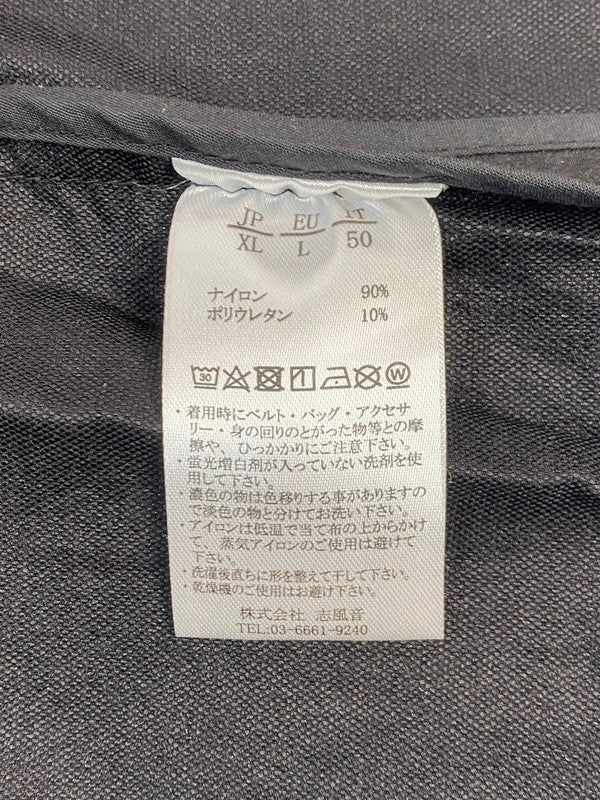 JP EU IT
XL L 50
ナイロン 90%
ポリウレタン 10%
30 W
・着用時にベルト・バッグ・アクセサ
リー・身の回りのとがった物等との摩
擦や、ひっかかりにご注意下さい。
・蛍光増白剤が入っていない洗剤を使
用して下さい。
・濃色の物は色移りする事がありますの
で淡色の物と分けてお洗い下さい。
・アイロンは低温で当て布の上からかけ
て、蒸気アイロンのご使用は避けて
下さい。
・洗濯後直ちに形を整えて干して下さい。
・乾燥機のご使用はお避け下さい。
株式会社 志風音
TEL:03-6661-9240